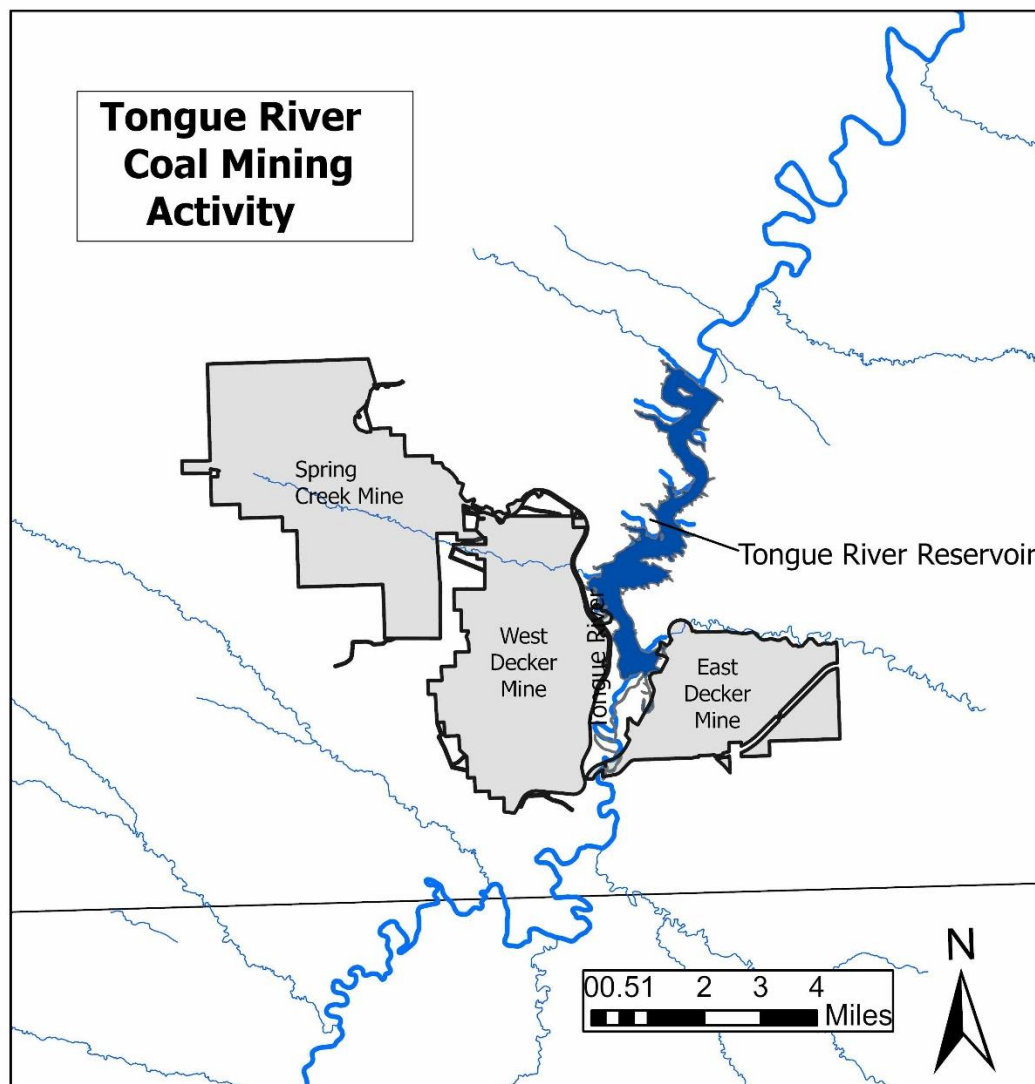 Tongue River
Coal Mining
Activity
Spring
Creek Mine
Tongue River Reservoir
West
Decker
Mine
Tongue River
East
Decker
Mine
N
00.51 2 3 4
Miles